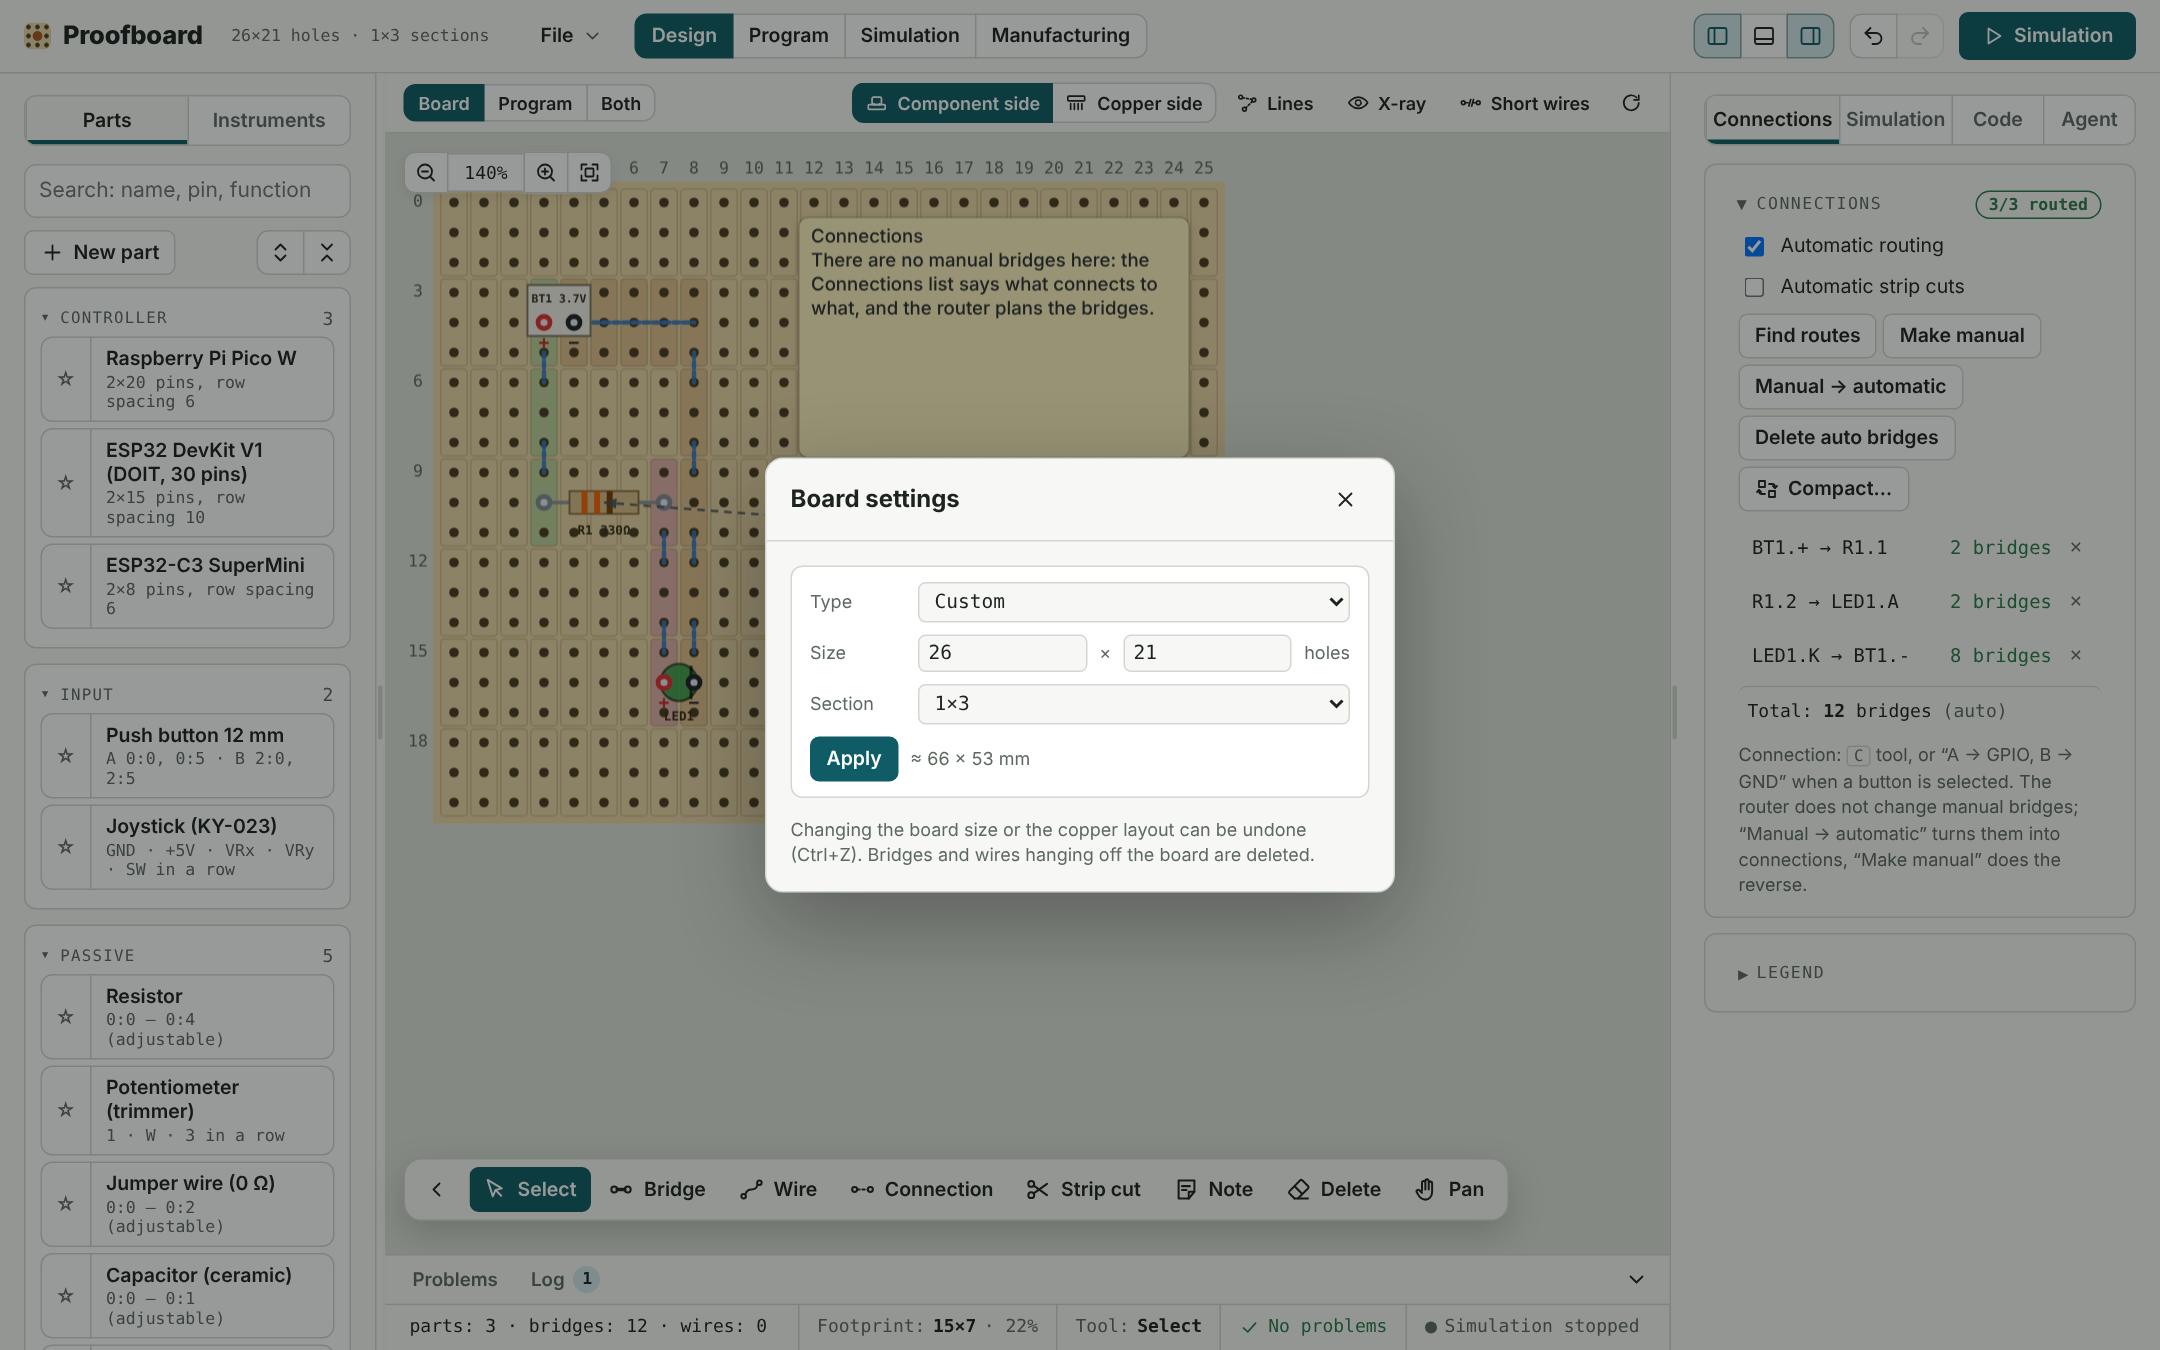 Proofboard
26×21 holes · 1×3 sections
File
Design
Program
Simulation
Manufacturing
Simulation
Parts
Instruments
Search: name, pin, function
New part
CONTROLLER 3
Raspberry Pi Pico W
2×20 pins, row
spacing 6
ESP32 DevKit V1
(DOIT, 30 pins)
2×15 pins, row
spacing 10
ESP32-C3 SuperMini
2×8 pins, row spacing
6
INPUT 2
Push button 12 mm
A 0:0, 0:5 · B 2:0,
2:5
Joystick (KY-023)
GND · +5V · VRx · VRy
· SW in a row
PASSIVE 5
Resistor
0:0 – 0:4
(adjustable)
Potentiometer
(trimmer)
1 · W · 3 in a row
Jumper wire (0 Ω)
0:0 – 0:2
(adjustable)
Capacitor (ceramic)
0:0 – 0:1
(adjustable)
Board
Program
Both
Component side
Copper side
Lines
X-ray
Short wires
140%
6 7 8 9 10 11 12 13 14 15 16 17 18 19 20 21 22 23 24 25
0
3
6
9
12
15
18
Connections
There are no manual bridges here: the
Connections list says what connects to
what, and the router plans the bridges.
BT1 3.7V
+ −
R1 330Ω
+ −
LED1
Board settings
Type
Custom
Size
26 × 21 holes
Section
1×3
Apply
≈ 66 × 53 mm
Changing the board size or the copper layout can be undone
(Ctrl+Z). Bridges and wires hanging off the board are deleted.
Select
Bridge
Wire
Connection
Strip cut
Note
Delete
Pan
Problems
Log 1
parts: 3 · bridges: 12 · wires: 0
Footprint: 15×7 · 22%
Tool: Select
No problems
Simulation stopped
Connections
Simulation
Code
Agent
CONNECTIONS
3/3 routed
Automatic routing
Automatic strip cuts
Find routes
Make manual
Manual → automatic
Delete auto bridges
Compact...
BT1.+ → R1.1 2 bridges ×
R1.2 → LED1.A 2 bridges ×
LED1.K → BT1.- 8 bridges ×
Total: 12 bridges (auto)
Connection: C tool, or “A → GPIO, B →
GND” when a button is selected. The
router does not change manual bridges;
“Manual → automatic” turns them into
connections, “Make manual” does the
reverse.
LEGEND